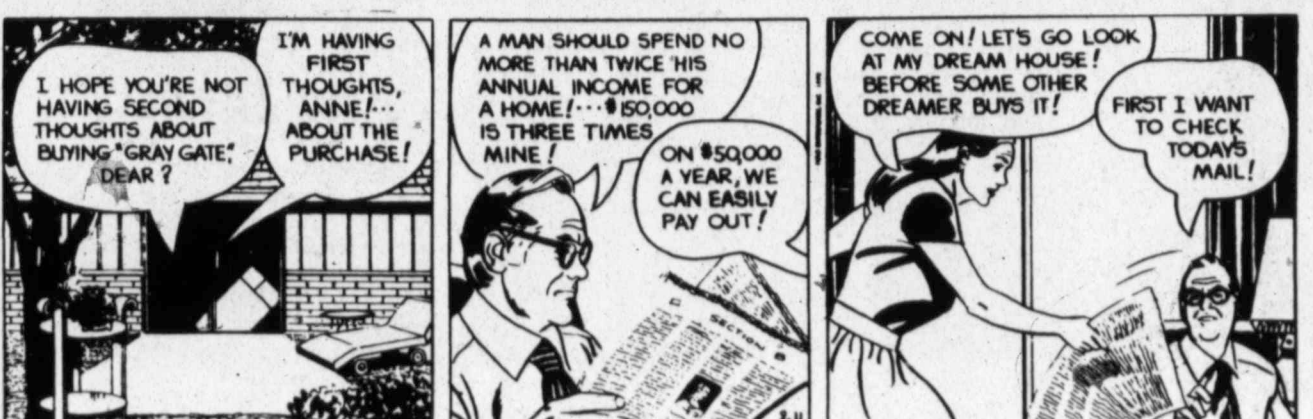 I HOPE YOU'RE NOT
HAVING SECOND
THOUGHTS ABOUT
BUYING "GRAY GATE,"
DEAR?
I'M HAVING
FIRST
THOUGHTS,
ANNE!...
ABOUT THE
PURCHASE!
A MAN SHOULD SPEND NO
MORE THAN TWICE HIS
ANNUAL INCOME FOR
A HOME!... $150,000
IS THREE TIMES
MINE!
ON $50,000
A YEAR, WE
CAN EASILY
PAY OUT!
SECTION B
2-11
COME ON! LET'S GO LOOK
AT MY DREAM HOUSE!
BEFORE SOME OTHER
DREAMER BUYS IT!
FIRST I WANT
TO CHECK
TODAY'S
MAIL!